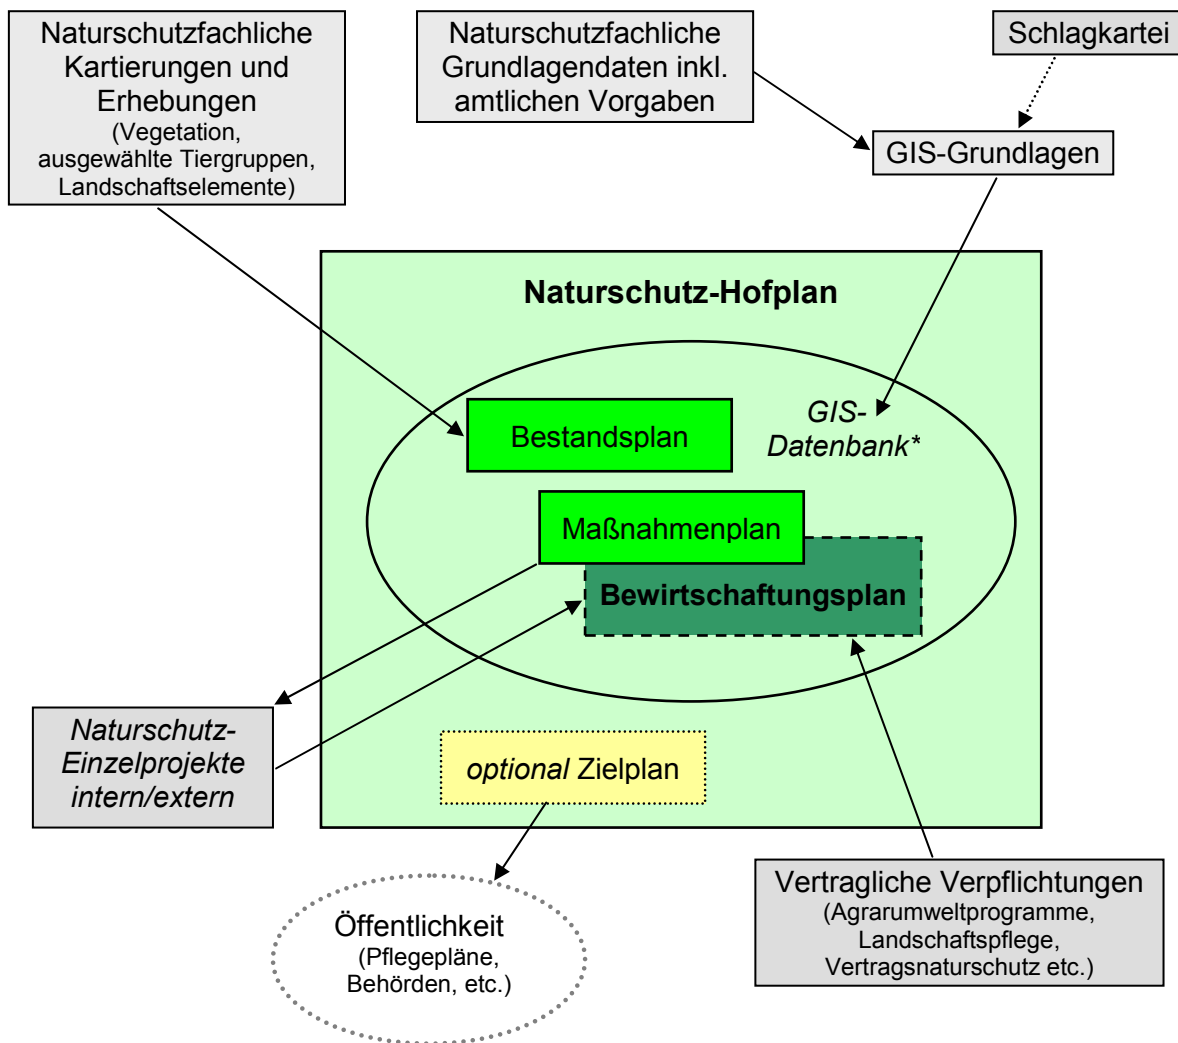 Naturschutzfachliche
Kartierungen und
Erhebungen
(Vegetation,
ausgewählte Tiergruppen,
Landschaftselemente)
Naturschutzfachliche
Grundlagendaten inkl.
amtlichen Vorgaben
Schlagkartei
GIS-Grundlagen
Naturschutz-Hofplan
Bestandsplan
GIS-
Datenbank*
Maßnahmenplan
Bewirtschaftungsplan
Naturschutz-
Einzelprojekte
intern/extern
optional Zielplan
Öffentlichkeit
(Pflegepläne,
Behörden, etc.)
Vertragliche Verpflichtungen
(Agrarumweltprogramme,
Landschaftspflege,
Vertragsnaturschutz etc.)